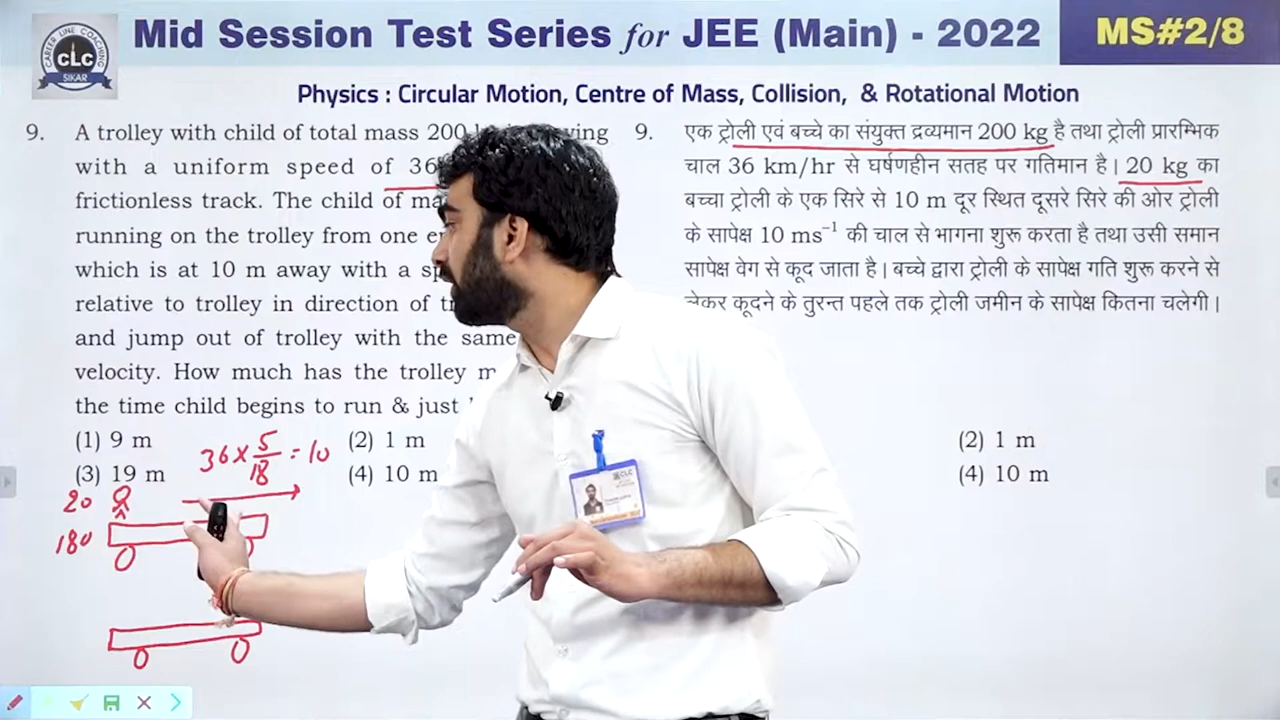 CAREER LINE COACHING
CLC
SIKAR
Mid Session Test Series for JEE (Main) - 2022
MS#2/8
Physics : Circular Motion, Centre of Mass, Collision, & Rotational Motion
9. A trolley with child of total mass 200
with a uniform speed of 36
frictionless track. The child of
running on the trolley from one
which is at 10 m away with a
relative to trolley in direction of
and jump out of trolley with the same
velocity. How much has the trolley
the time child begins to run & just
(1) 9 m (2) 1 m
(3) 19 m (4) 10 m
36 × 5/18 = 10
20
180
9. एक ट्रोली एवं बच्चे का संयुक्त द्रव्यमान 200 kg है तथा ट्रोली प्रारम्भिक
चाल 36 km/hr से घर्षणहीन सतह पर गतिमान है। 20 kg का
बच्चा ट्रोली के एक सिरे से 10 m दूर स्थित दूसरे सिरे की ओर ट्रोली
के सापेक्ष 10 ms⁻¹ की चाल से भागना शुरू करता है तथा उसी समान
सापेक्ष वेग से कूद जाता है। बच्चे द्वारा ट्रोली के सापेक्ष गति शुरू करने से
लेकर कूदने के तुरन्त पहले तक ट्रोली जमीन के सापेक्ष कितना चलेगी।
(2) 1 m
(4) 10 m
CLC